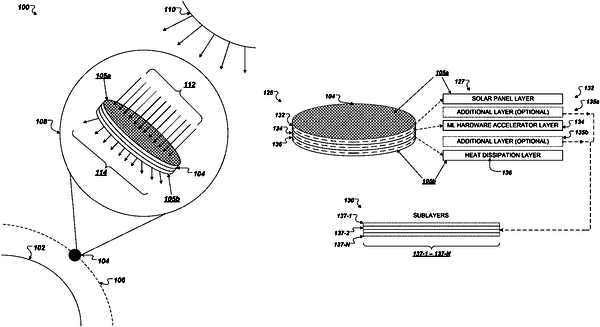 100
110
105a
112
108
114
104
105b
102
104
106
125
104
105a
127
132
132
134
136
SOLAR PANEL LAYER
ADDITIONAL LAYER (OPTIONAL)
135a
ML HARDWARE ACCELERATOR LAYER
134
ADDITIONAL LAYER (OPTIONAL)
135b
HEAT DISSIPATION LAYER
105b
136
130
SUBLAYERS
137-1
137-2
137-N
137-1 – 137-N